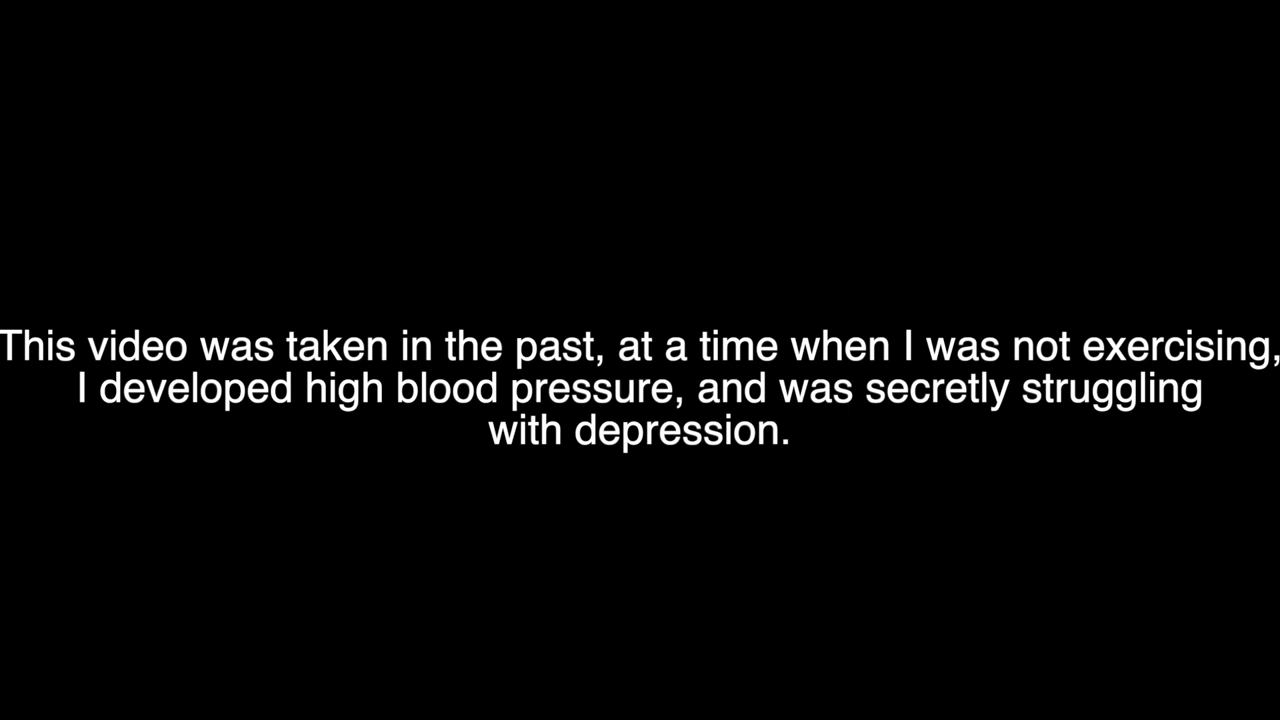 This video was taken in the past, at a time when I was not exercising,
I developed high blood pressure, and was secretly struggling
with depression.